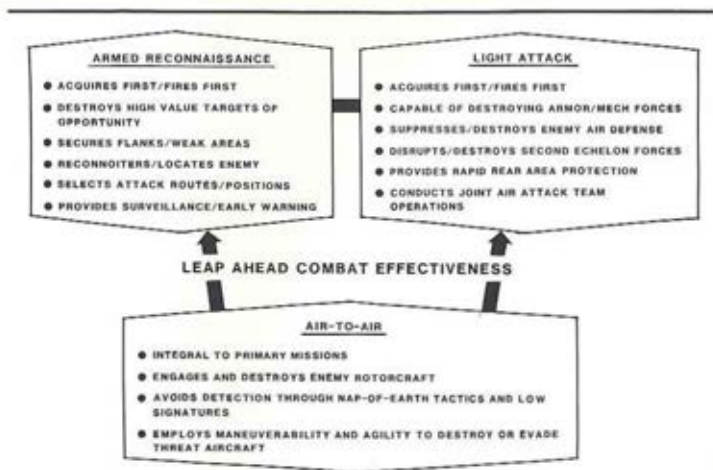 ARMED RECONNAISSANCE
● ACQUIRES FIRST/FIRES FIRST
● DESTROYS HIGH VALUE TARGETS OF
OPPORTUNITY
● SECURES FLANKS/WEAK AREAS
● RECONNOITERS/LOCATES ENEMY
● SELECTS ATTACK ROUTES/POSITIONS
● PROVIDES SURVEILLANCE/EARLY WARNING
LIGHT ATTACK
● ACQUIRES FIRST/FIRES FIRST
● CAPABLE OF DESTROYING ARMOR/MECH FORCES
● SUPPRESSES/DESTROYS ENEMY AIR DEFENSE
● DISRUPTS/DESTROYS SECOND ECHELON FORCES
● PROVIDES RAPID REAR AREA PROTECTION
● CONDUCTS JOINT AIR ATTACK TEAM
OPERATIONS
LEAP AHEAD COMBAT EFFECTIVENESS
AIR-TO-AIR
● INTEGRAL TO PRIMARY MISSIONS
● ENGAGES AND DESTROYS ENEMY ROTORCRAFT
● AVOIDS DETECTION THROUGH NAP-OF-EARTH TACTICS AND LOW
SIGNATURES
● EMPLOYS MANEUVERABILITY AND AGILITY TO DESTROY OR EVADE
THREAT AIRCRAFT